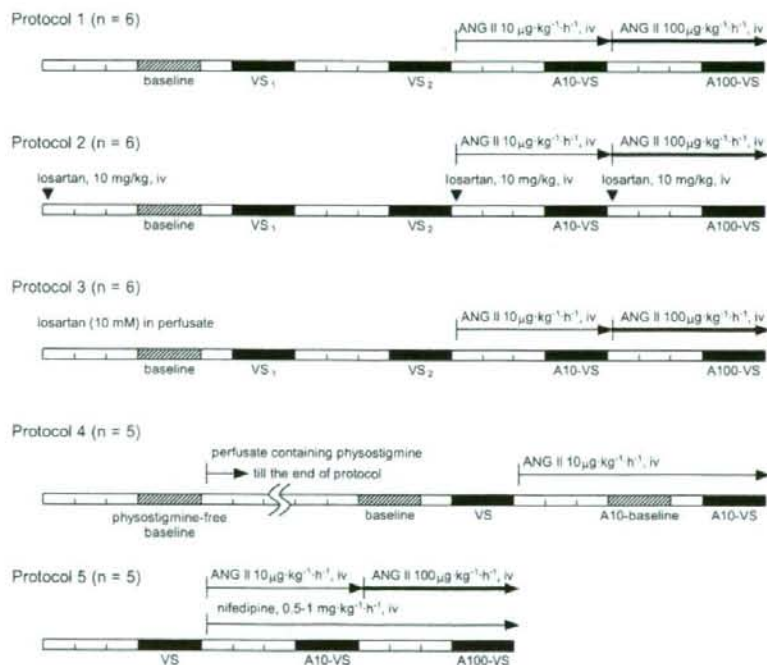 Protocol 1 (n = 6)
ANG II 10 μg·kg⁻¹·h⁻¹, iv ANG II 100μg·kg⁻¹·h⁻¹, iv
baseline VS₁ VS₂ A10-VS A100-VS
Protocol 2 (n = 6)
ANG II 10μg·kg⁻¹·h⁻¹, iv ANG II 100μg·kg⁻¹·h⁻¹, iv
losartan, 10 mg/kg, iv losartan, 10 mg/kg, iv losartan, 10 mg/kg, iv
baseline VS₁ VS₂ A10-VS A100-VS
Protocol 3 (n = 6)
losartan (10 mM) in perfusate ANG II 10μg·kg⁻¹·h⁻¹, iv ANG II 100μg·kg⁻¹·h⁻¹, iv
baseline VS₁ VS₂ A10-VS A100-VS
Protocol 4 (n = 5)
perfusate containing physostigmine
till the end of protocol ANG II 10μg·kg⁻¹·h⁻¹, iv
physostigmine-free baseline VS A10-baseline A10-VS
baseline
Protocol 5 (n = 5)
ANG II 10μg·kg⁻¹·h⁻¹, iv ANG II 100μg·kg⁻¹·h⁻¹, iv
nifedipine, 0.5-1 mg·kg⁻¹·h⁻¹, iv
VS A10-VS A100-VS